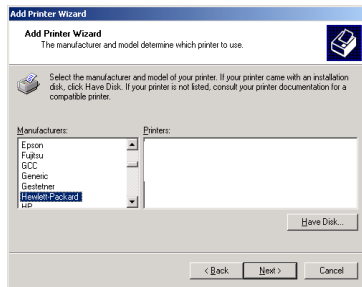 Add Printer Wizard
Add Printer Wizard
The manufacturer and model determine which printer to use.
Select the manufacturer and model of your printer. If your printer came with an installation
disk, click Have Disk. If your printer is not listed, consult your printer documentation for a
compatible printer.
Manufacturers:
Printers:
Epson
Fujitsu
GCC
Generic
Gestetner
Hewlett-Packard
HP
Have Disk...
< Back
Next >
Cancel